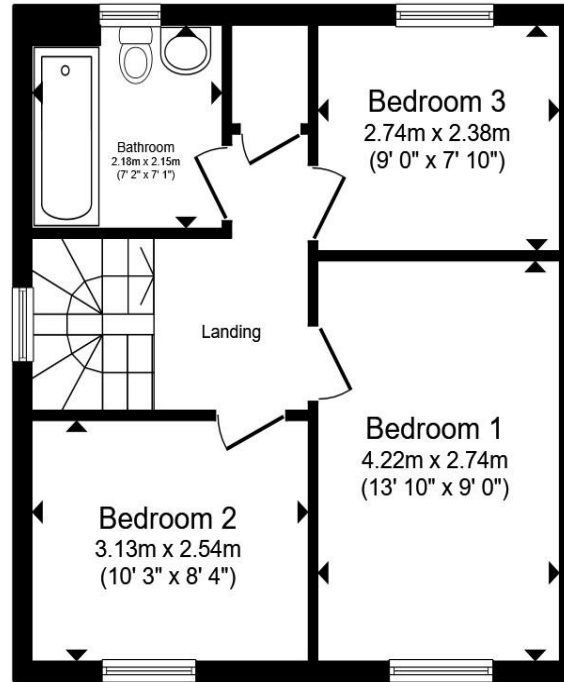 Bathroom
2.18m x 2.15m
(7' 2" x 7' 1")
Bedroom 3
2.74m x 2.38m
(9' 0" x 7' 10")
Landing
Bedroom 1
4.22m x 2.74m
(13' 10" x 9' 0")
Bedroom 2
3.13m x 2.54m
(10' 3" x 8' 4")